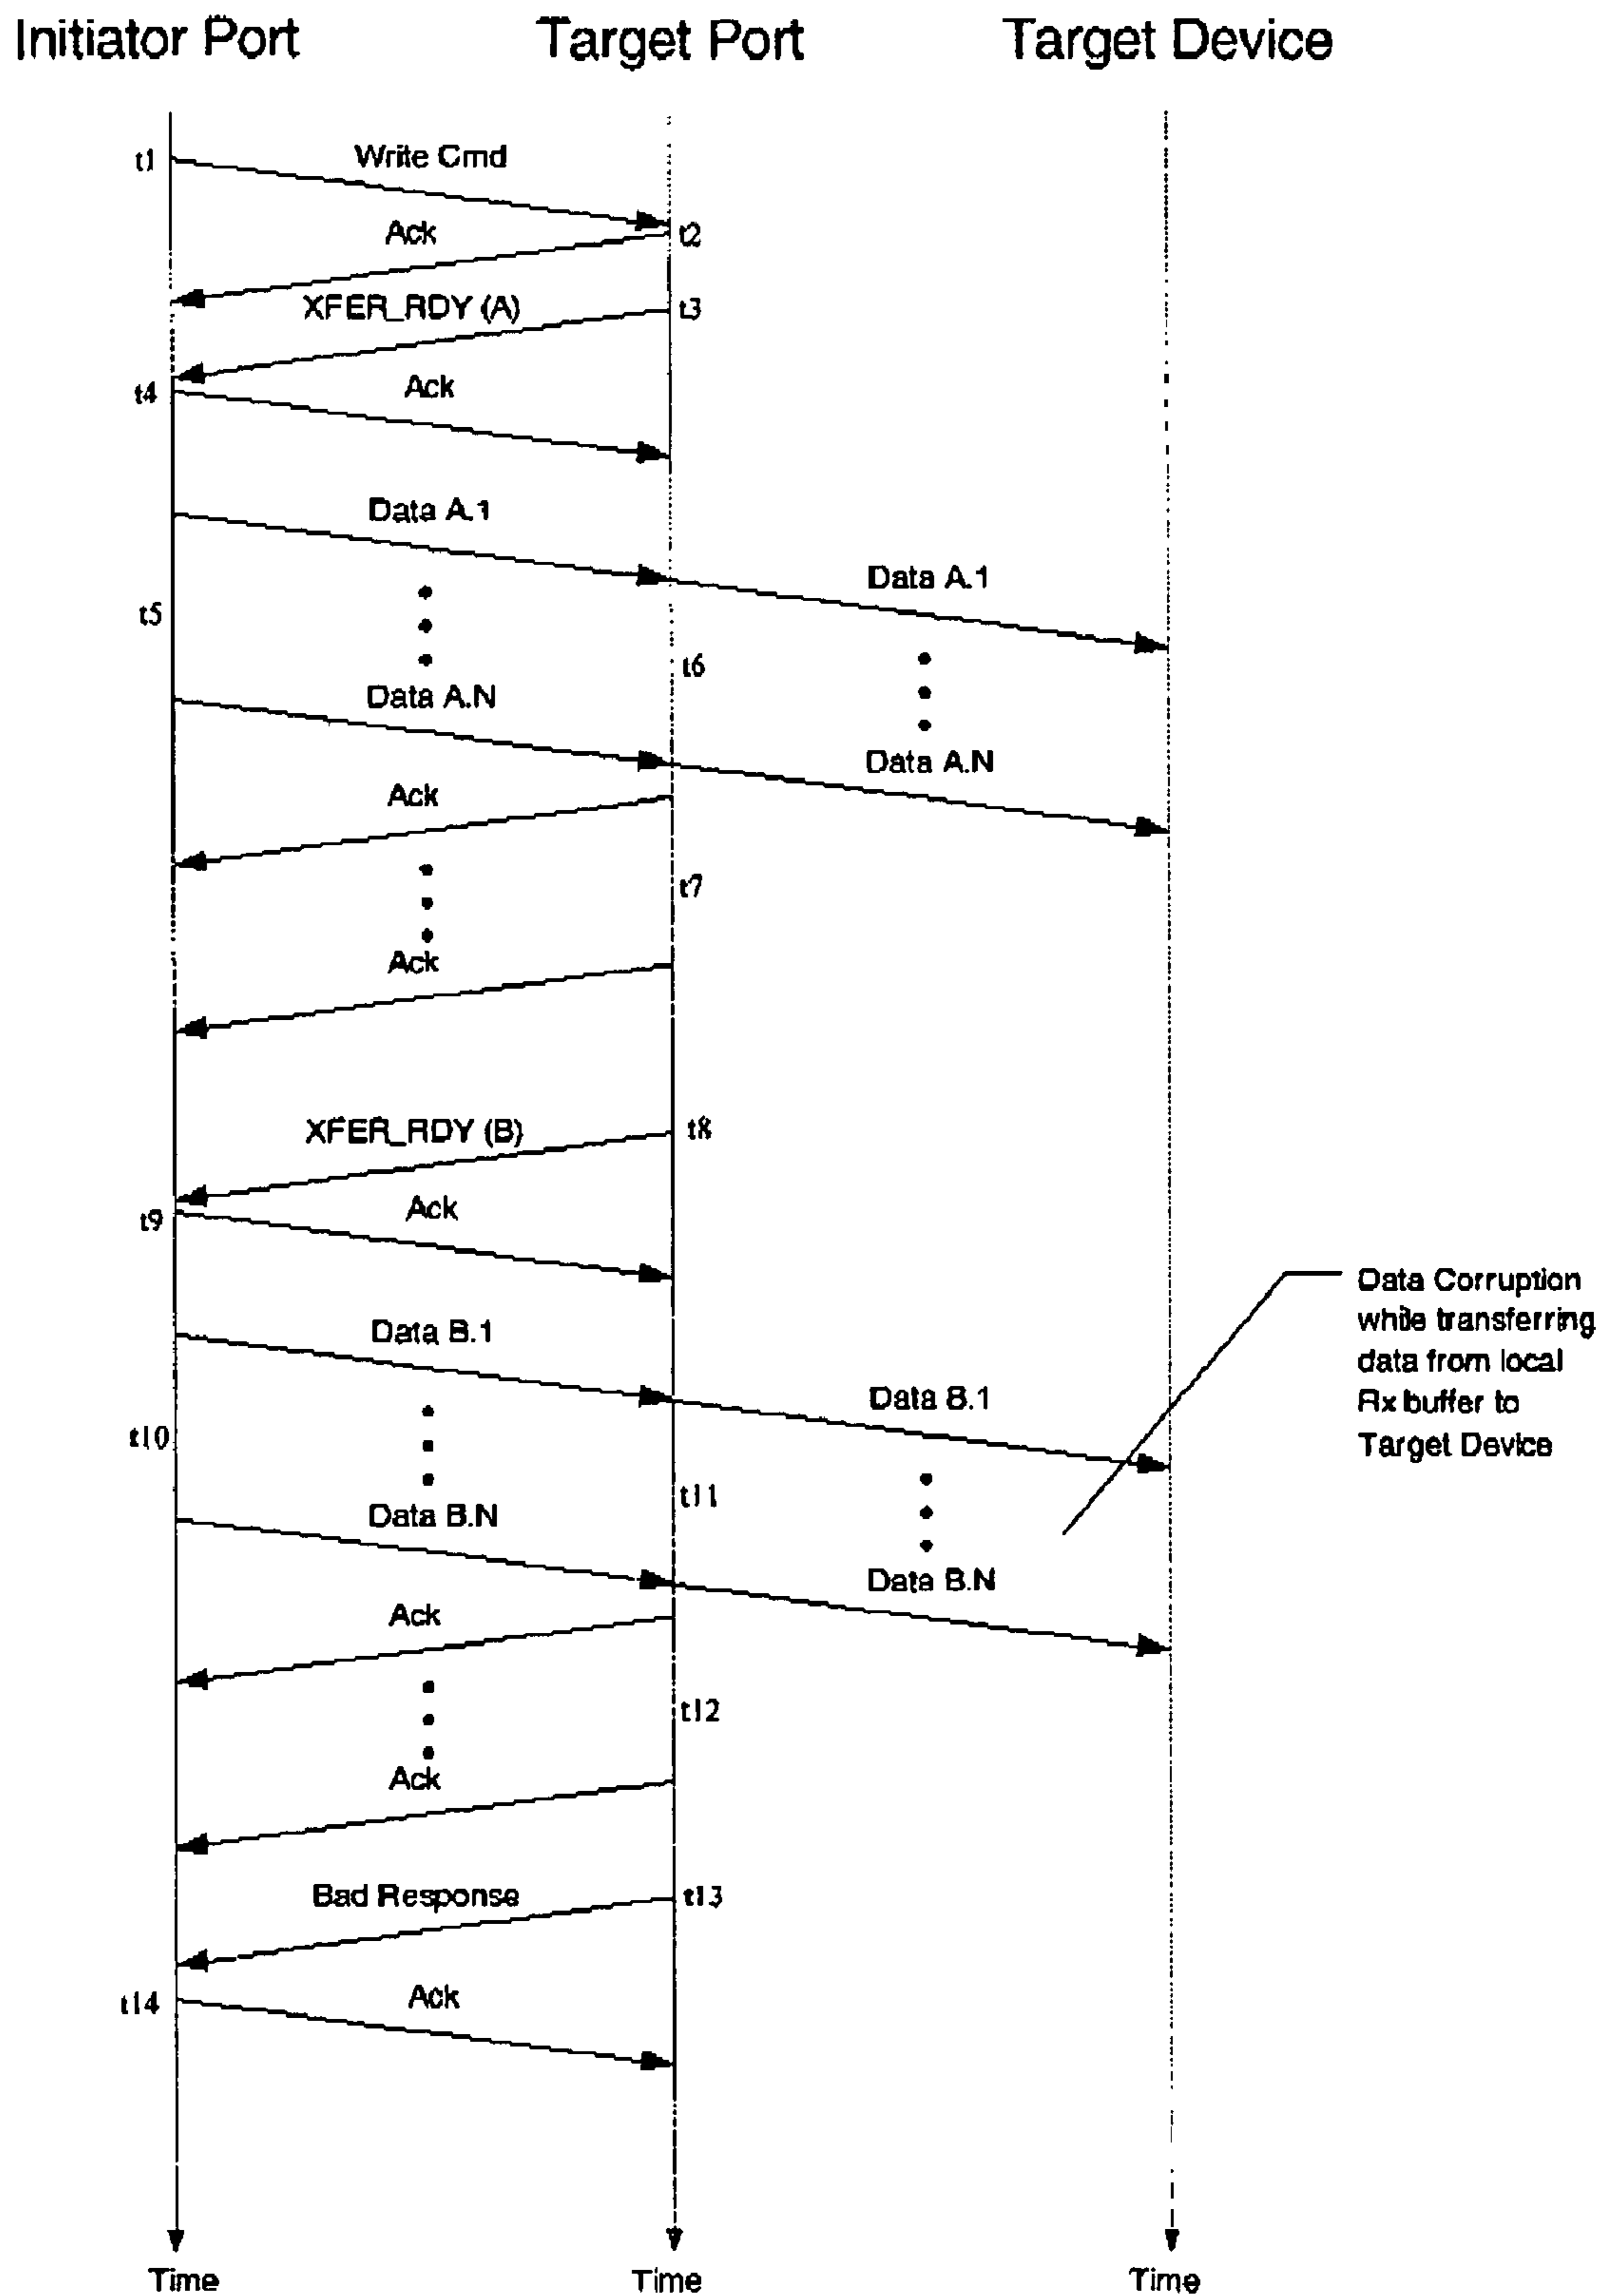 Initiator Port Target Port Target Device
t1 Write Cmd
Ack t2
XFER_RDY (A) t3
t4 Ack
Data A.1
Data A.1
t5
t6
Data A.N
Data A.N
Ack
t7
Ack
XFER_RDY (B) t8
t9 Ack
Data Corruption
while transferring
data from local
Rx buffer to
Target Device
Data B.1
Data B.1
t10
t11
Data B.N
Data B.N
Ack
t12
Ack
Bad Response t13
t14 Ack
Time Time Time